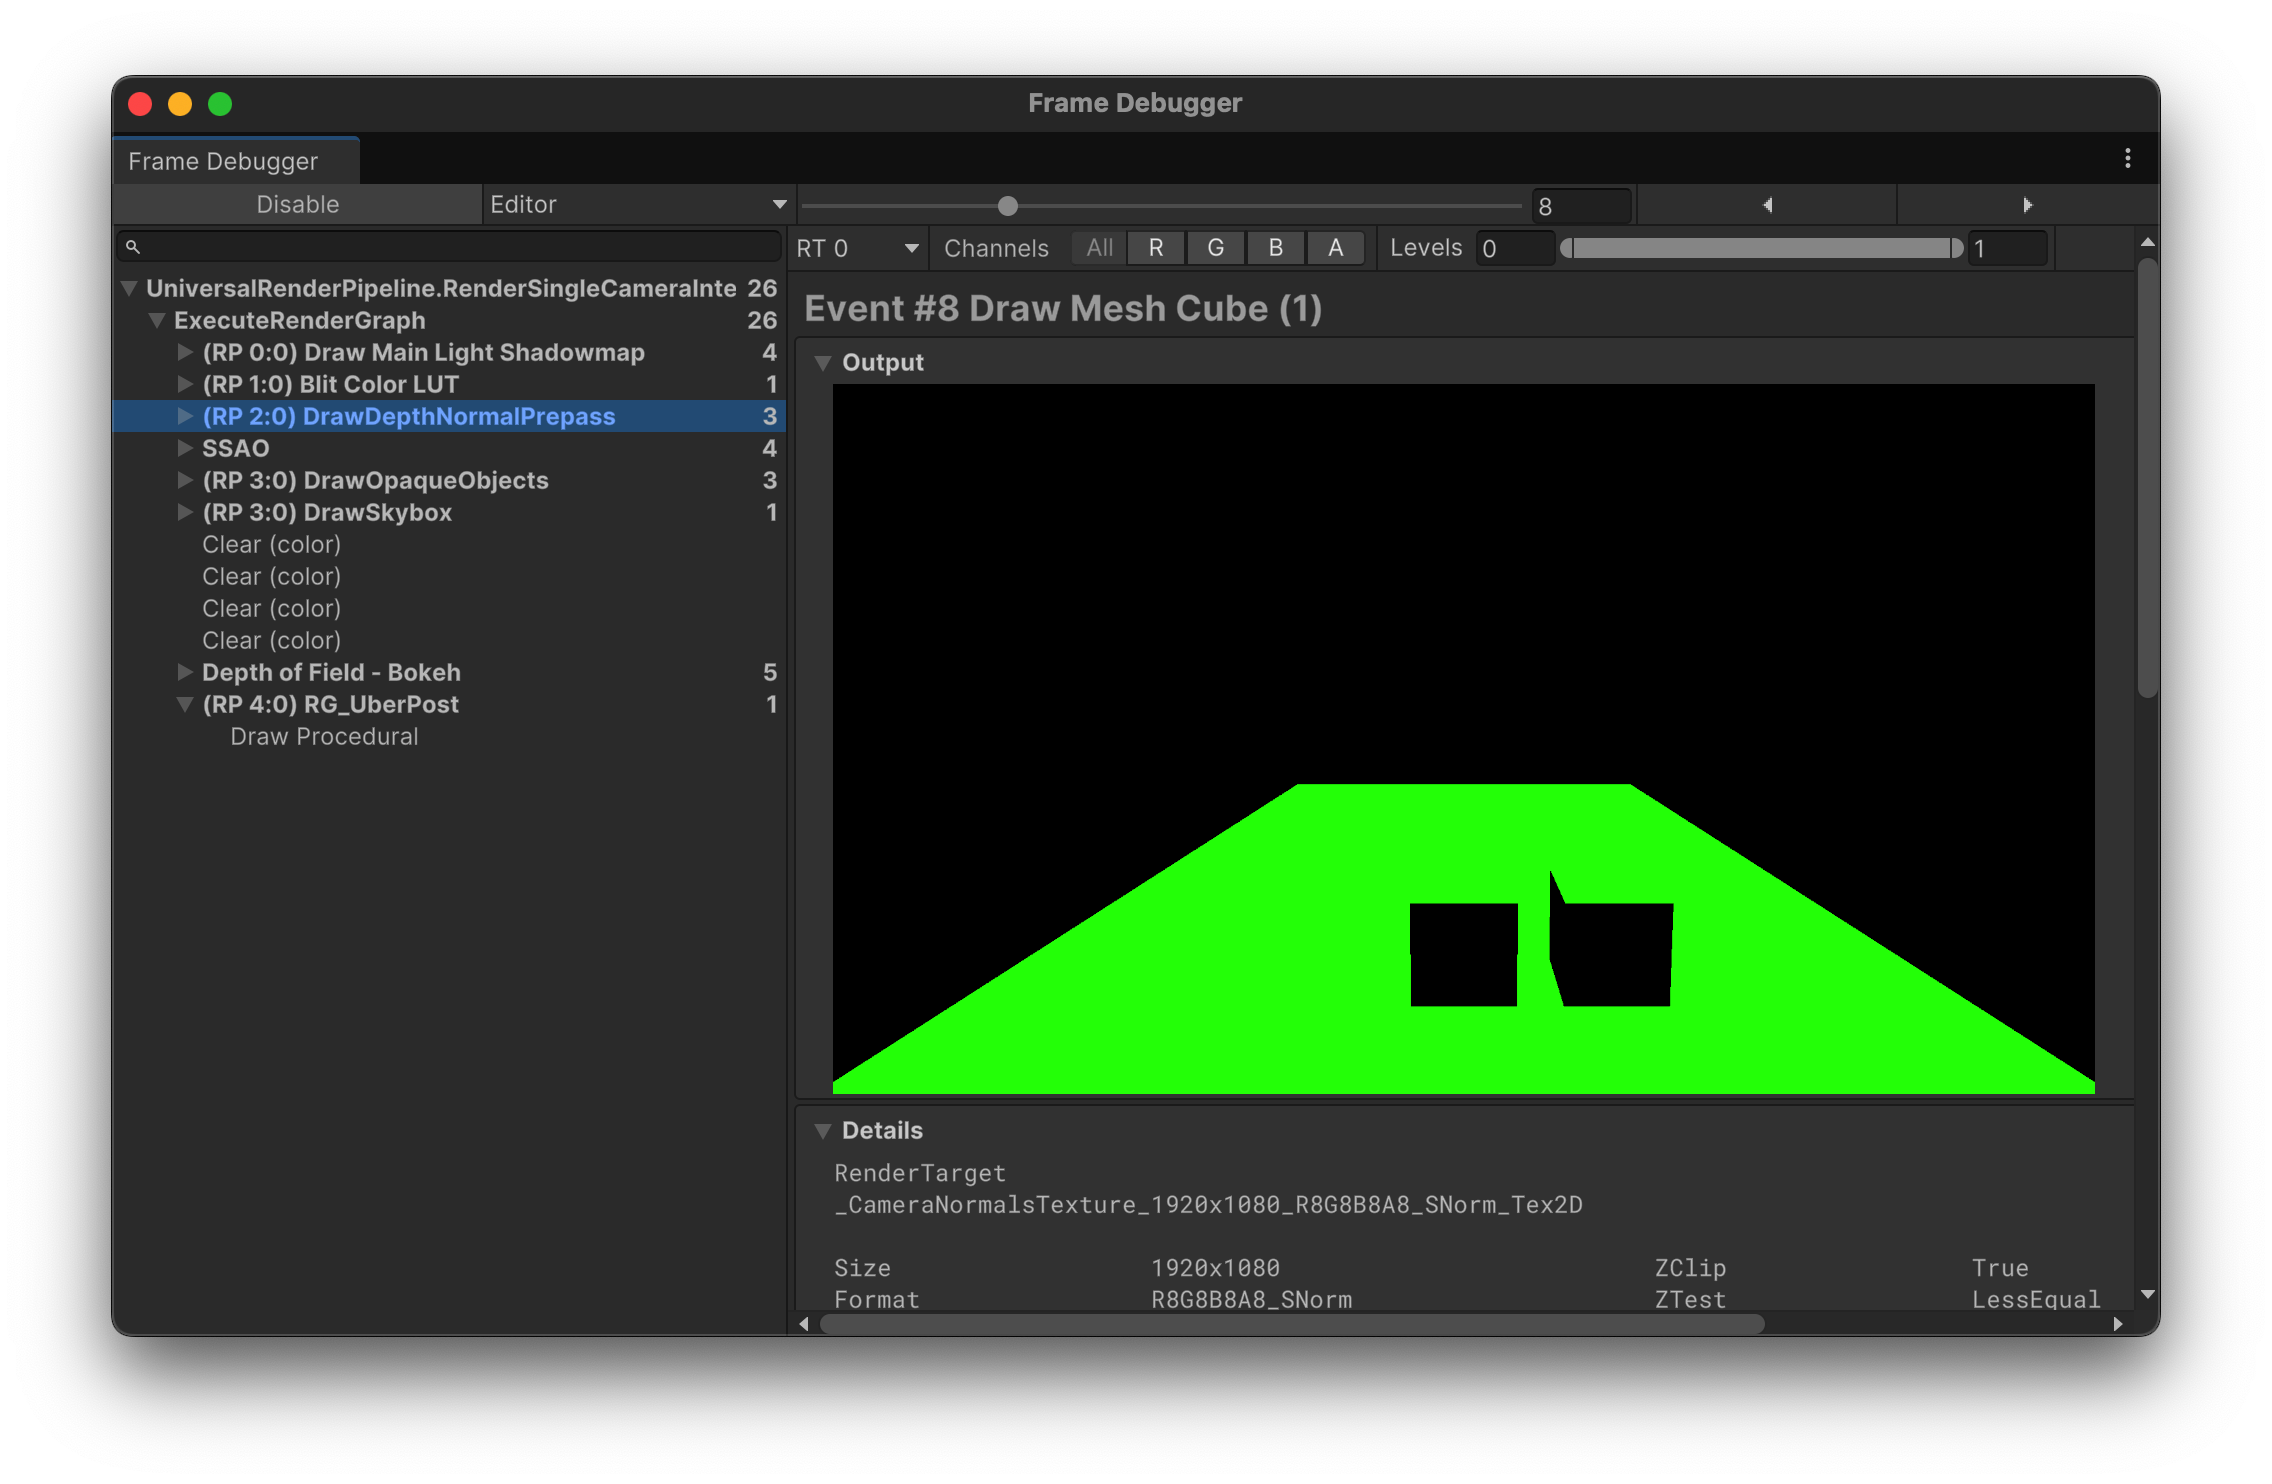 Frame Debugger
Frame Debugger
Disable
Editor
8
RT 0
Channels
All
R
G
B
A
Levels
0
1
UniversalRenderPipeline.RenderSingleCameraInte 26
ExecuteRenderGraph 26
(RP 0:0) Draw Main Light Shadowmap 4
(RP 1:0) Blit Color LUT 1
(RP 2:0) DrawDepthNormalPrepass 3
SSAO 4
(RP 3:0) DrawOpaqueObjects 3
(RP 3:0) DrawSkybox 1
Clear (color)
Clear (color)
Clear (color)
Clear (color)
Depth of Field - Bokeh 5
(RP 4:0) RG_UberPost 1
Draw Procedural
Event #8 Draw Mesh Cube (1)
Output
Details
RenderTarget
_CameraNormalsTexture_1920x1080_R8G8B8A8_SNorm_Tex2D
Size 1920x1080 ZClip True
Format R8G8B8A8_SNorm ZTest LessEqual